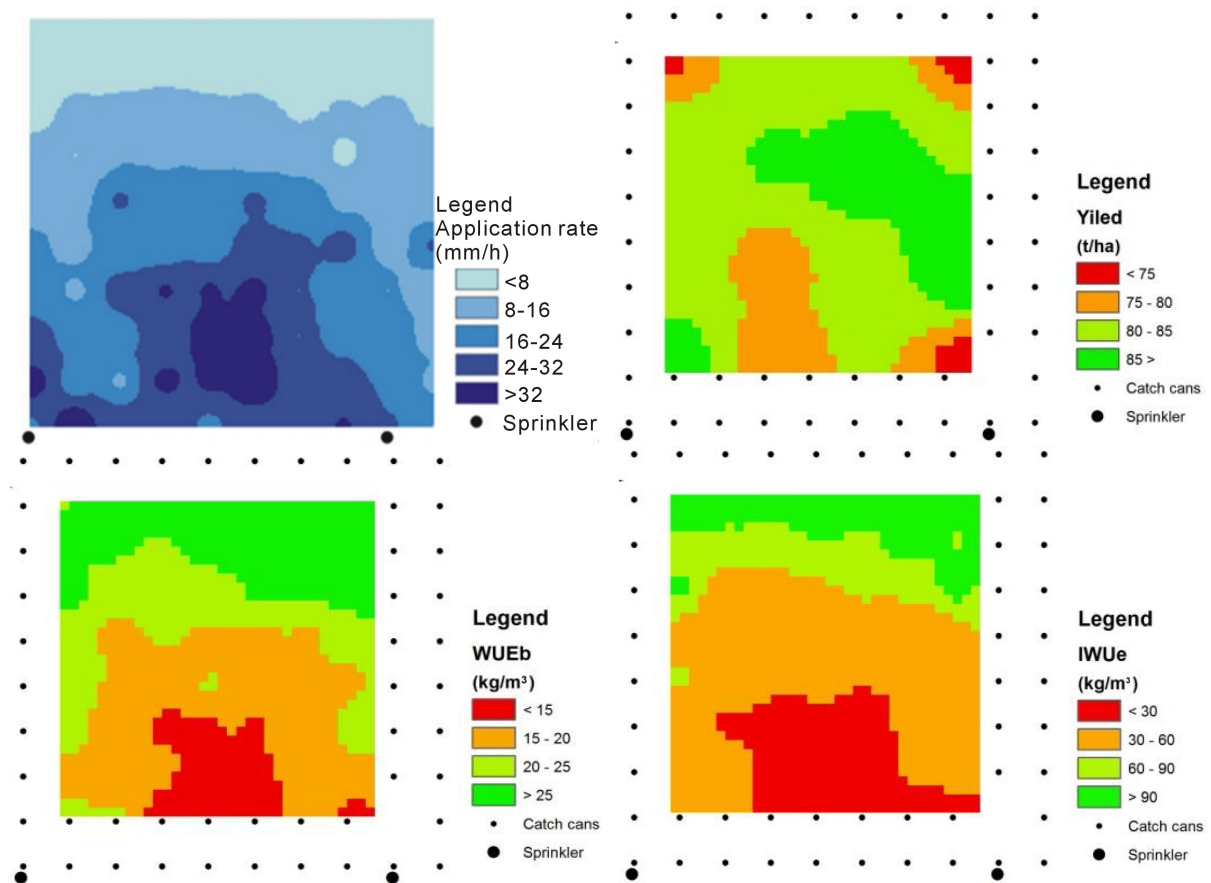 Legend
Application rate
(mm/h)
<8
8-16
16-24
24-32
>32
Sprinkler
Legend
Yiled
(t/ha)
< 75
75 - 80
80 - 85
85 >
Catch cans
Sprinkler
Legend
WUEb
(kg/m³)
< 15
15 - 20
20 - 25
> 25
Catch cans
Sprinkler
Legend
IWUe
(kg/m³)
< 30
30 - 60
60 - 90
> 90
Catch cans
Sprinkler